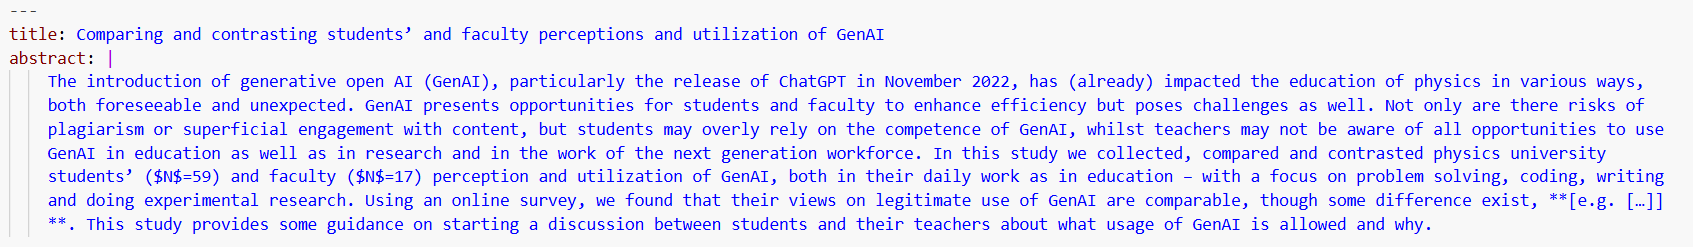 ---
title: Comparing and contrasting students’ and faculty perceptions and utilization of GenAI
abstract: |
The introduction of generative open AI (GenAI), particularly the release of ChatGPT in November 2022, has (already) impacted the education of physics in various ways,
both foreseeable and unexpected. GenAI presents opportunities for students and faculty to enhance efficiency but poses challenges as well. Not only are there risks of
plagiarism or superficial engagement with content, but students may overly rely on the competence of GenAI, whilst teachers may not be aware of all opportunities to use
GenAI in education as well as in research and in the work of the next generation workforce. In this study we collected, compared and contrasted physics university
students’ ($N$=59) and faculty ($N$=17) perception and utilization of GenAI, both in their daily work as in education – with a focus on problem solving, coding, writing
and doing experimental research. Using an online survey, we found that their views on legitimate use of GenAI are comparable, though some difference exist, **[e.g. […]]
**. This study provides some guidance on starting a discussion between students and their teachers about what usage of GenAI is allowed and why.